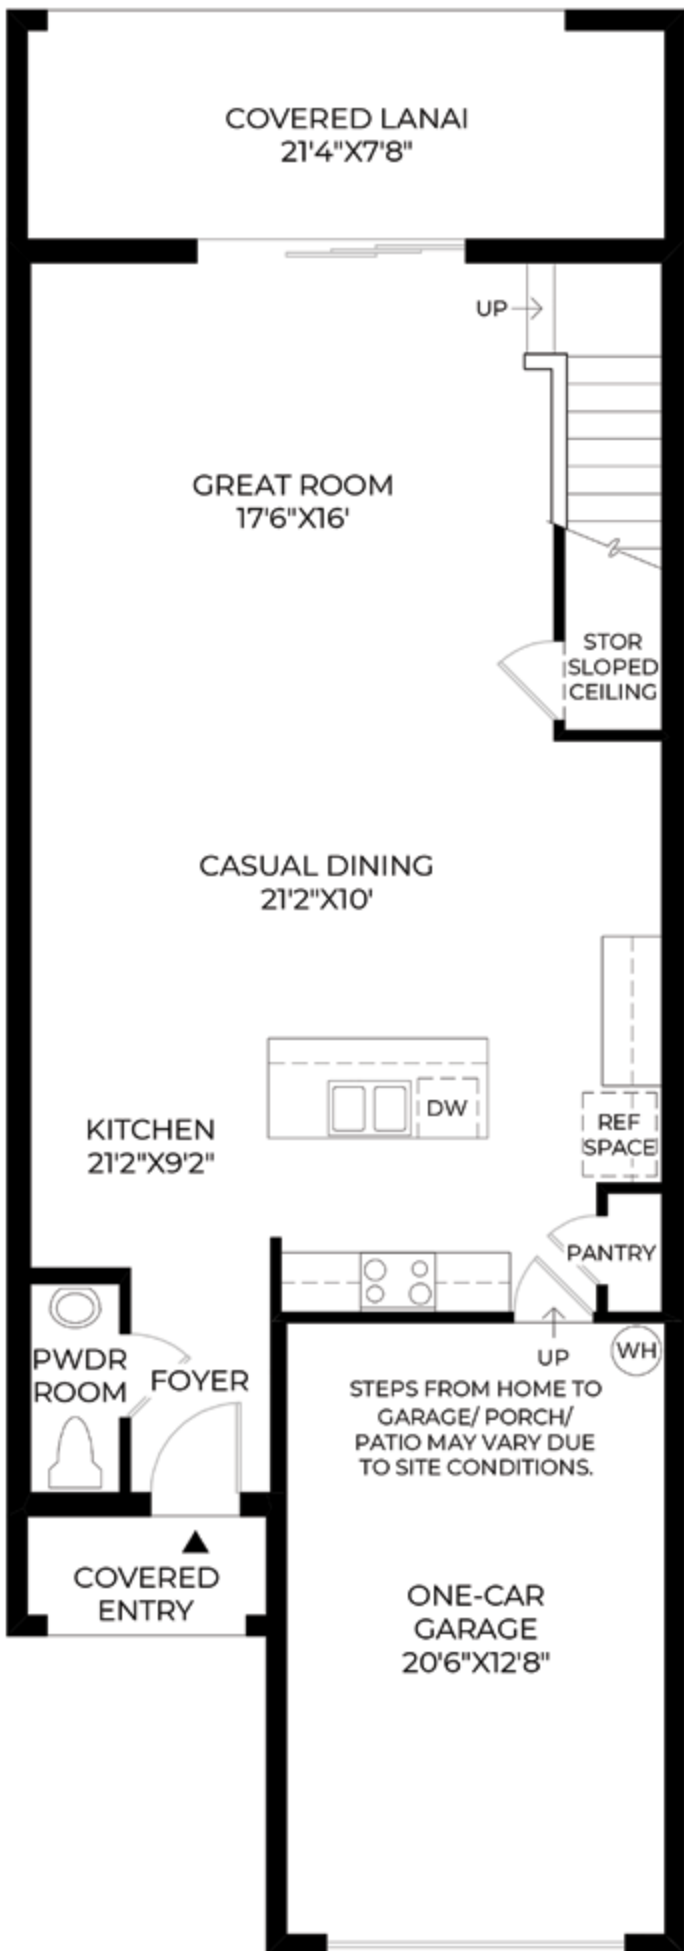 COVERED LANAI
21'4"X7'8"
UP
GREAT ROOM
17'6"X16'
STOR
SLOPED
CEILING
CASUAL DINING
21'2"X10'
DW
REF
SPACE
KITCHEN
21'2"X9'2"
PANTRY
PWDR
ROOM
FOYER
UP
WH
STEPS FROM HOME TO
GARAGE/ PORCH/
PATIO MAY VARY DUE
TO SITE CONDITIONS.
COVERED
ENTRY
ONE-CAR
GARAGE
20'6"X12'8"